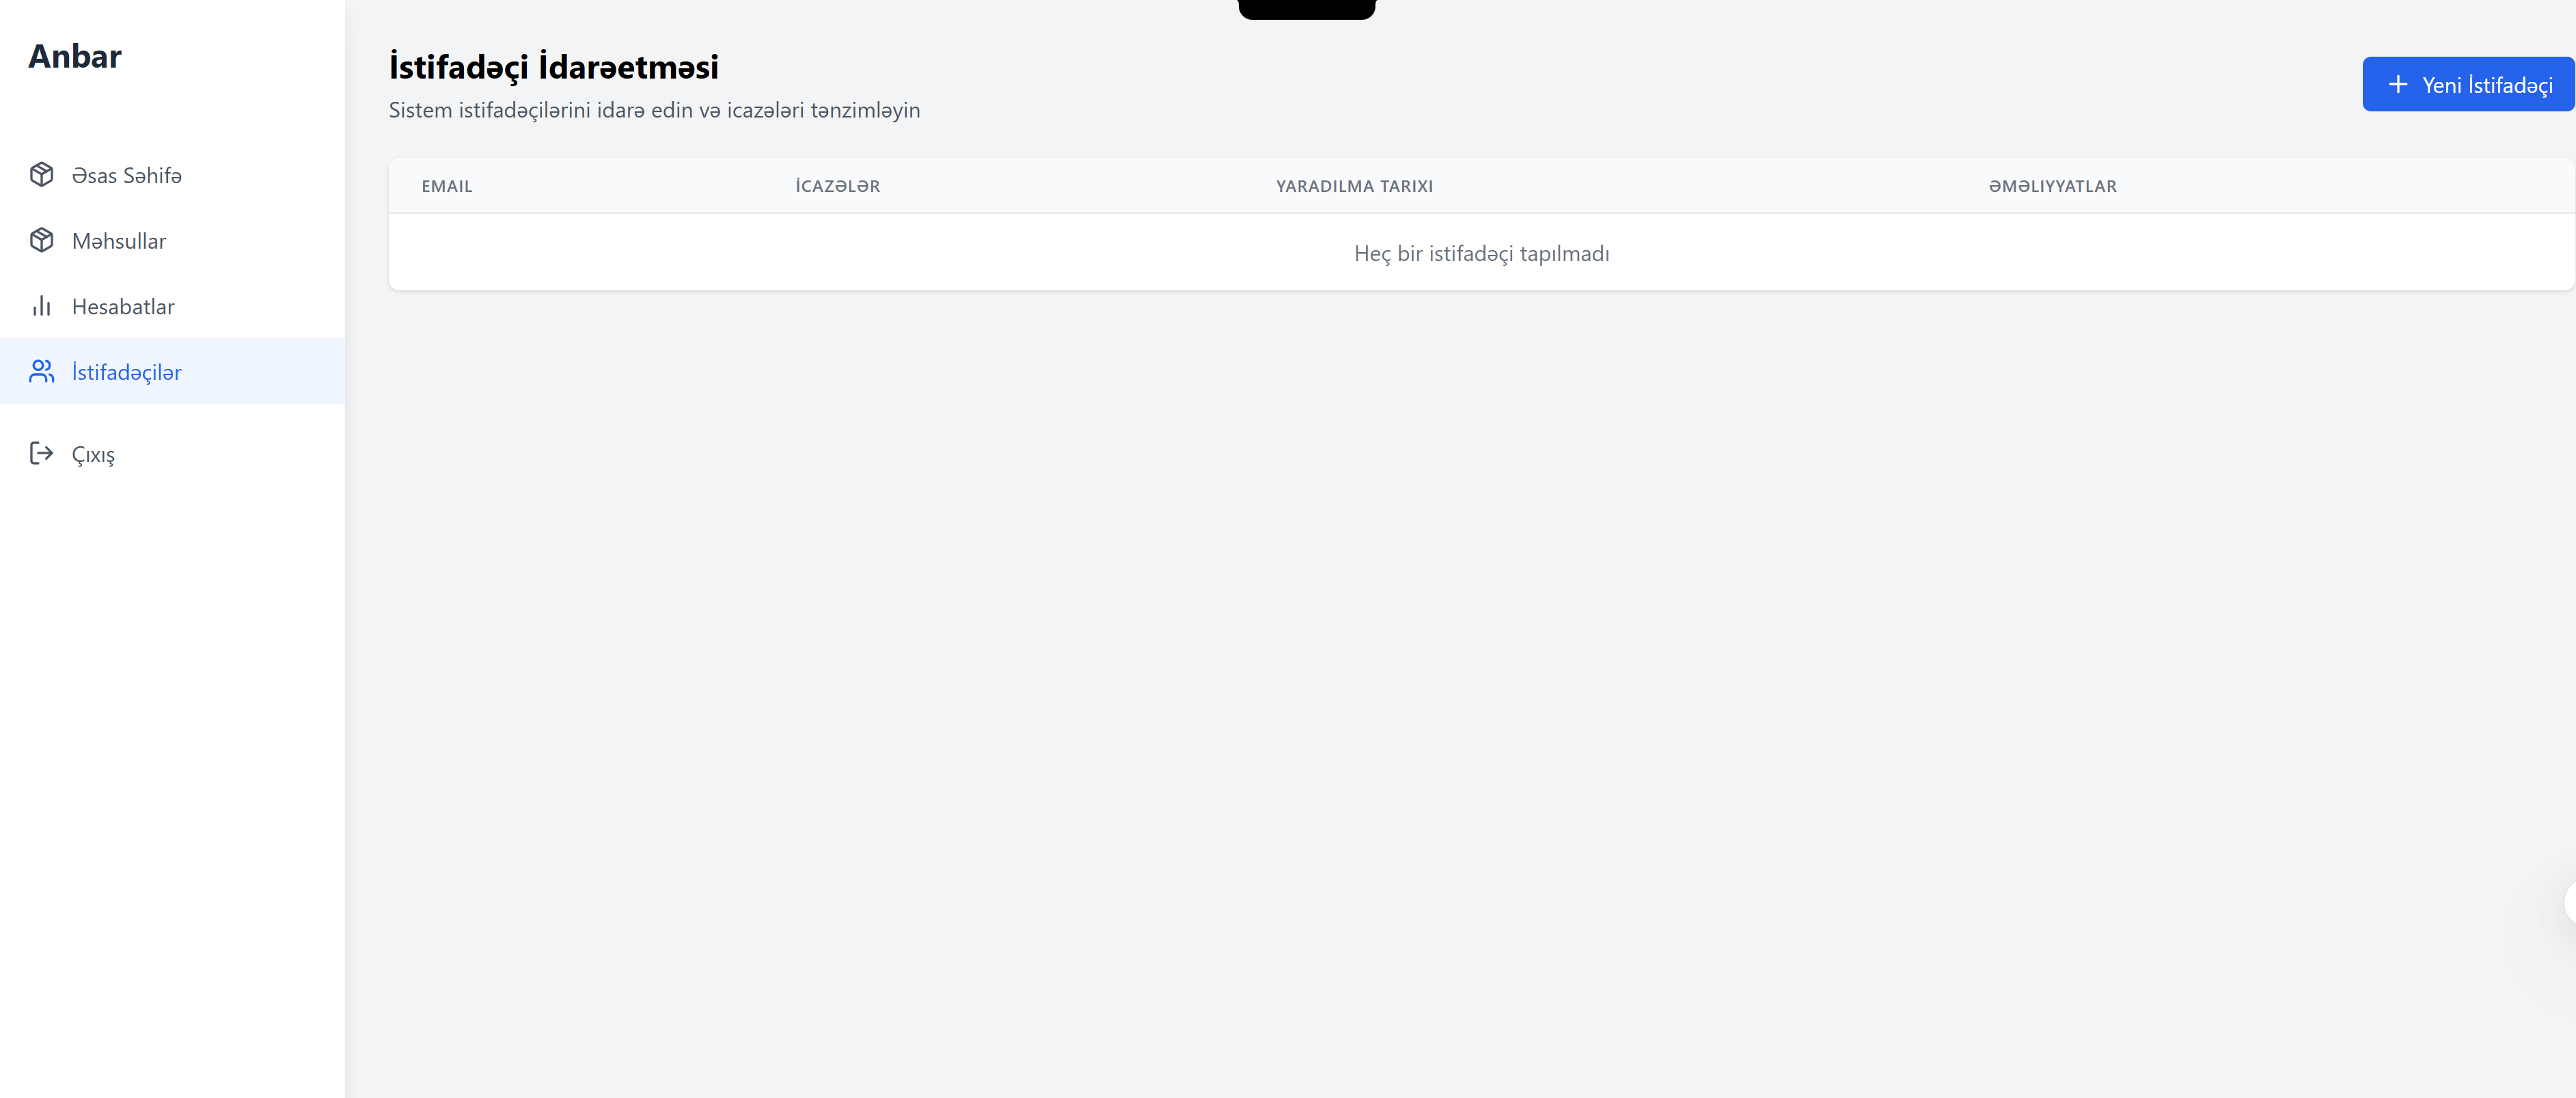 Anbar
Əsas Səhifə
Məhsullar
Hesabatlar
İstifadəçilər
Çıxış
İstifadəçi İdarəetməsi
Sistem istifadəçilərini idarə edin və icazələri tənzimləyin
Yeni İstifadəçi
EMAIL İCAZƏLƏR YARADILMA TARIXI ƏMƏLIYYATLAR
Heç bir istifadəçi tapılmadı